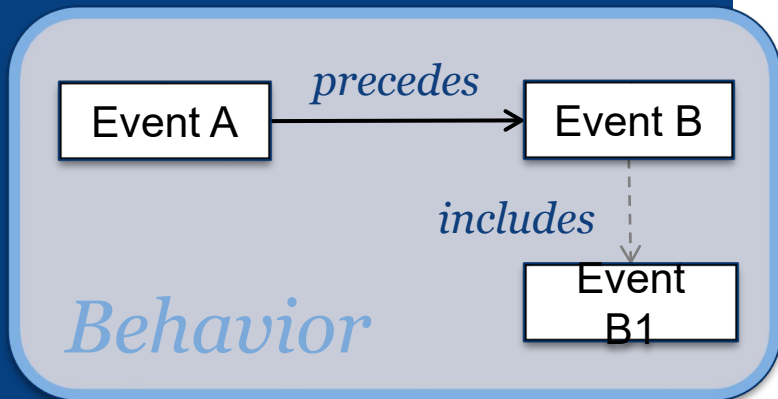 precedes
Event A
Event B
includes
Event
B1
Behavior